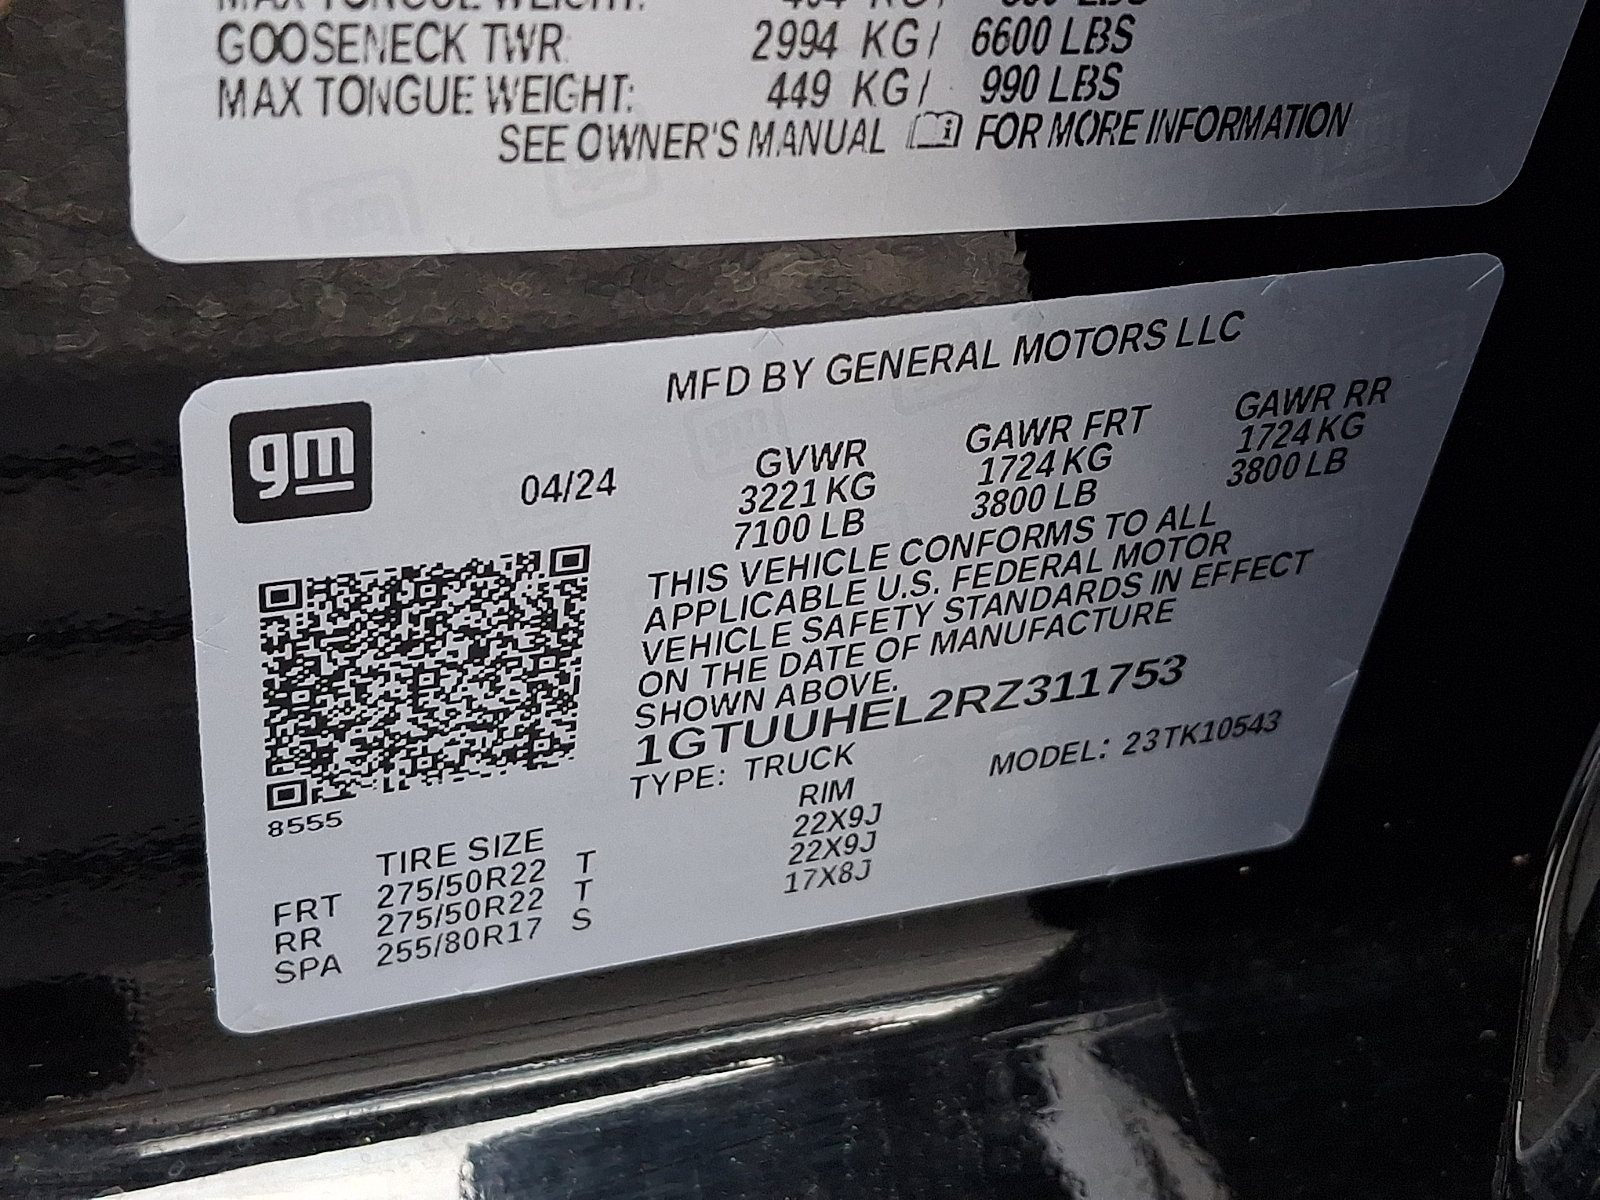 MAX TONGUE WEIGHT:
GOOSENECK TWR 2994 KG / 6600 LBS
MAX TONGUE WEIGHT: 449 KG / 990 LBS
SEE OWNER'S MANUAL FOR MORE INFORMATION
MFD BY GENERAL MOTORS LLC
gm
04/24
GVWR GAWR FRT GAWR RR
3221 KG 1724 KG 1724 KG
7100 LB 3800 LB 3800 LB
THIS VEHICLE CONFORMS TO ALL
APPLICABLE U.S. FEDERAL MOTOR
VEHICLE SAFETY STANDARDS IN EFFECT
ON THE DATE OF MANUFACTURE
SHOWN ABOVE.
1GTUUHEL2RZ311753
TYPE: TRUCK MODEL: 23TK10543
8555
TIRE SIZE RIM
FRT 275/50R22 T 22X9J
RR 275/50R22 T 22X9J
SPA 255/80R17 S 17X8J